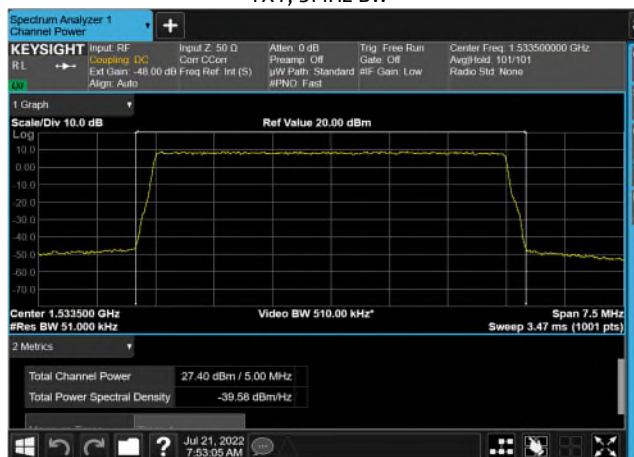 TX1, 5MHz BW
Spectrum Analyzer 1
Channel Power
KEYSIGHT
RL
LXI
Input: RF
Coupling: DC
Ext Gain: -48.00 dB
Align: Auto
Input Z: 50 Ω
Corr CCorr
Freq Ref: Int (S)
Atten: 0 dB
Preamp: Off
µW Path: Standard
#PNO: Fast
Trig: Free Run
Gate: Off
#IF Gain: Low
Center Freq: 1.533500000 GHz
Avg|Hold: 101/101
Radio Std: None
1 Graph
Scale/Div 10.0 dB
Ref Value 20.00 dBm
Log
10.0
0.00
-10.0
-20.0
-30.0
-40.0
-50.0
-60.0
-70.0
Center 1.533500 GHz
Video BW 510.00 kHz*
Span 7.5 MHz
#Res BW 51.000 kHz
Sweep 3.47 ms (1001 pts)
2 Metrics
Total Channel Power 27.40 dBm / 5.00 MHz
Total Power Spectral Density -39.58 dBm/Hz
Jul 21, 2022
7:53:05 AM